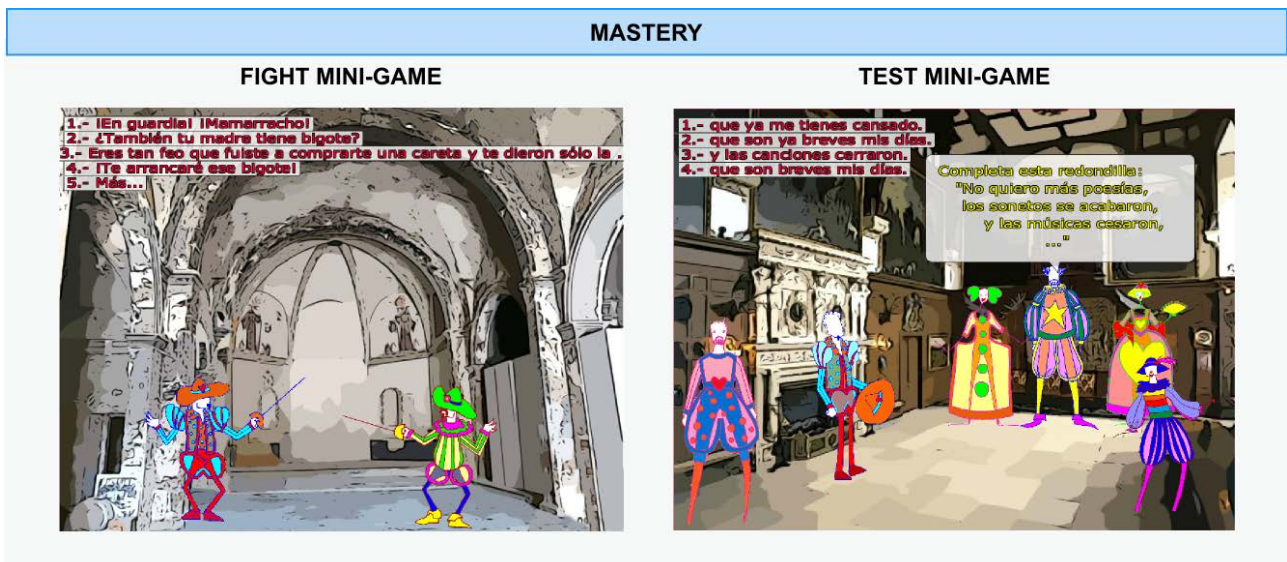 MASTERY
FIGHT MINI-GAME
1.- ¡En guardia! ¡Mamarracho!
2.- ¿También tu madre tiene bigote?
3.- Eres tan feo que fuiste a comprarte una careta y te dieron sólo la .
4.- ¡Te arrancaré ese bigote!
5.- Más...
TEST MINI-GAME
1.- que ya me tienes cansado.
2.- que son ya breves mis días.
3.- y las canciones cerraron.
4.- que son breves mis días.
Completa esta redondilla:
"No quiero más poesías,
los sonetos se acabaron,
y las músicas cesaron,
..."